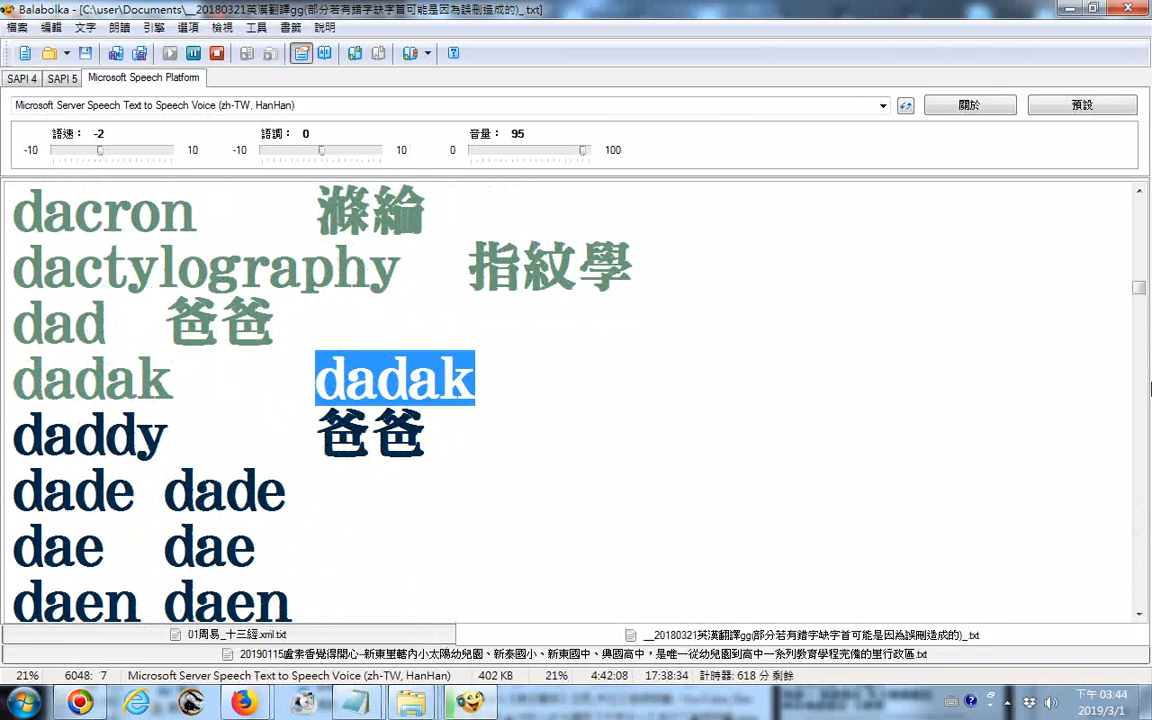 Balabolka - [C:\user\Documents\__20180321英漢翻譯gg(部分若有錯字缺字首可能是因為誤刪造成的)_.txt]
檔案 編輯 文字 朗讀 引擎 選項 檢視 工具 書籤 說明
SAPI 4 SAPI 5 Microsoft Speech Platform
Microsoft Server Speech Text to Speech Voice (zh-TW, HanHan) 關於 預設
語速： -2 語調： 0 音量： 95
-10 10 -10 10 0 100
dacron 滌綸
dactylography 指紋學
dad 爸爸
dadak dadak
daddy 爸爸
dade dade
dae dae
daen daen
01周易_十三經.xml.txt __20180321英漢翻譯gg(部分若有錯字缺字首可能是因為誤刪造成的)_.txt
20190115盧素香覺得開心-新東里轄內小太陽幼兒園、新泰國小、新東國中、興國高中，是唯一從幼兒園到高中一系列教育學程完備的里行政區.txt
21% 6048: 7 Microsoft Server Speech Text to Speech Voice (zh-TW, HanHan) 402 KB 21% 4:42:08 17:38:34 計時器: 618 分 剩餘
下午 03:44
2019/3/1